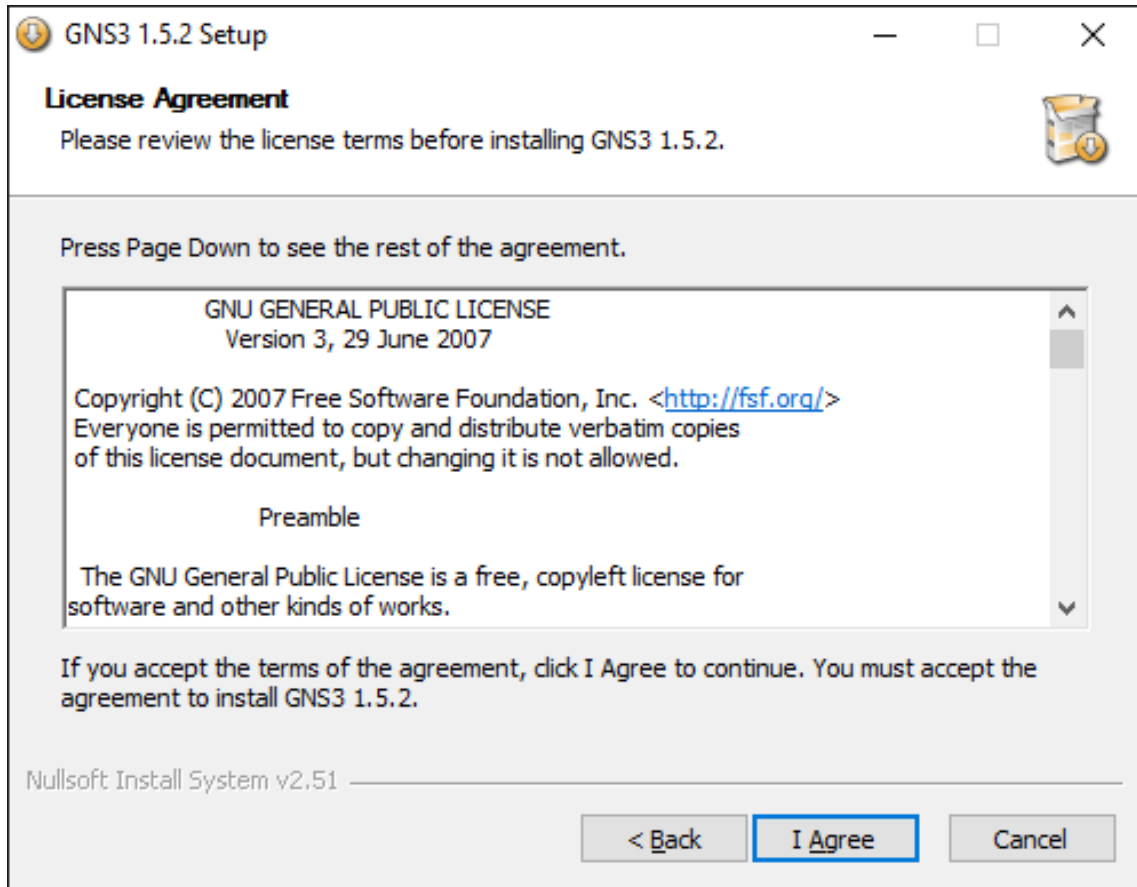 GNS3 1.5.2 Setup
License Agreement
Please review the license terms before installing GNS3 1.5.2.
Press Page Down to see the rest of the agreement.
GNU GENERAL PUBLIC LICENSE
Version 3, 29 June 2007
Copyright (C) 2007 Free Software Foundation, Inc. <http://fsf.org/>
Everyone is permitted to copy and distribute verbatim copies
of this license document, but changing it is not allowed.
Preamble
The GNU General Public License is a free, copyleft license for
software and other kinds of works.
If you accept the terms of the agreement, click I Agree to continue. You must accept the
agreement to install GNS3 1.5.2.
Nullsoft Install System v2.51
< Back I Agree Cancel